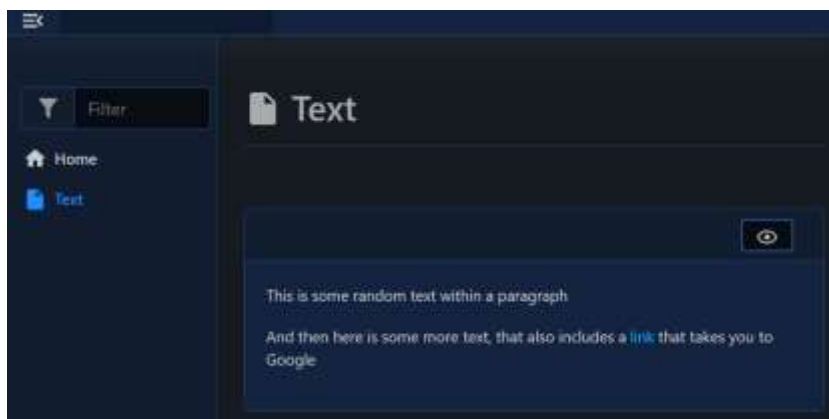 Filter
Text
Home
Text
This is some random text within a paragraph
And then here is some more text, that also includes a link that takes you to
Google